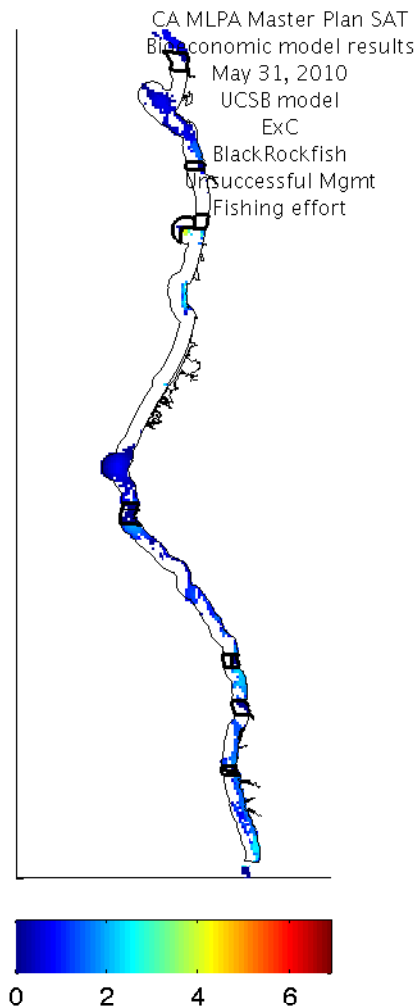 CA MLPA Master Plan SAT
Bioeconomic model results
May 31, 2010
UCSB model
ExC
BlackRockfish
Unsuccessful Mgmt
Fishing effort
0 2 4 6